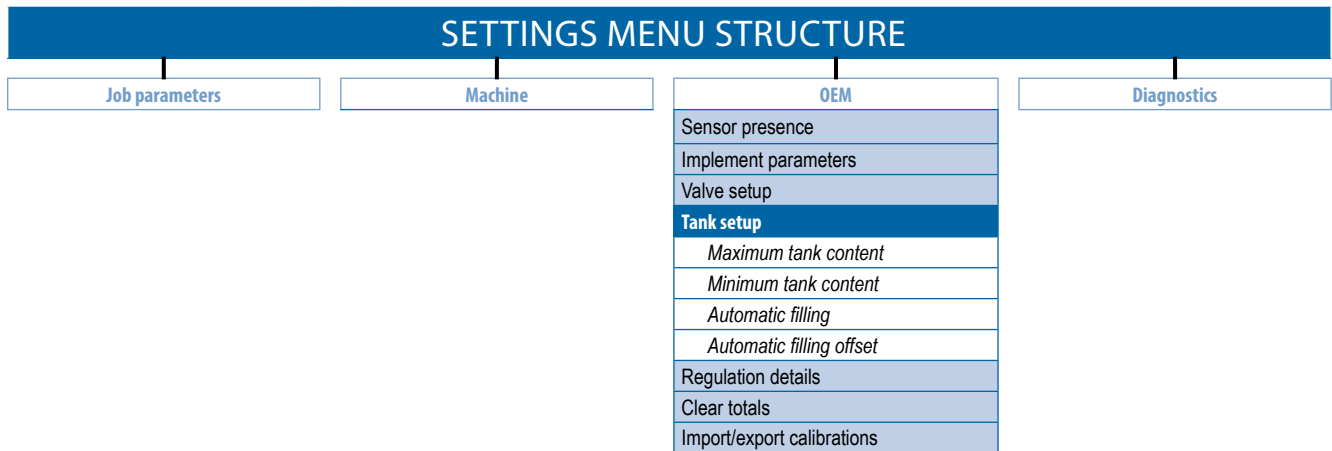 SETTINGS MENU STRUCTURE
Job parameters
Machine
OEM
Diagnostics
Sensor presence
Implement parameters
Valve setup
Tank setup
Maximum tank content
Minimum tank content
Automatic filling
Automatic filling offset
Regulation details
Clear totals
Import/export calibrations